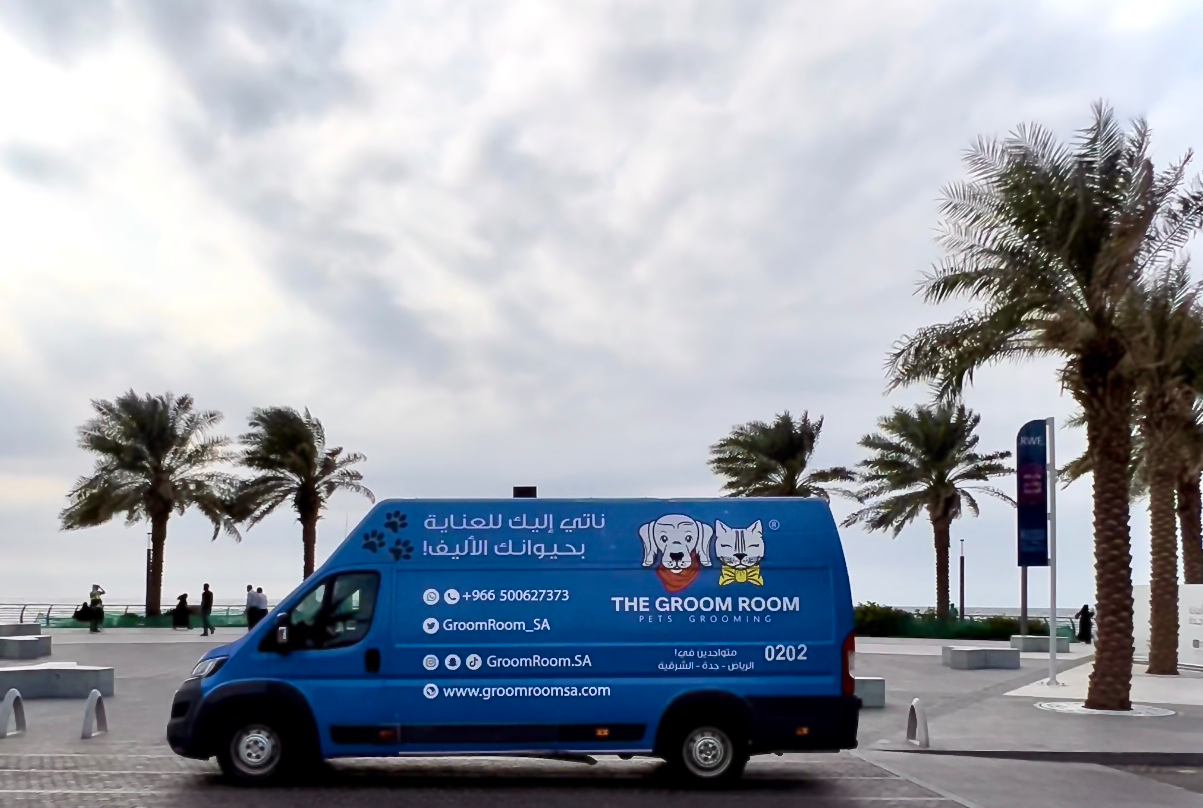 ناتي إليك للعناية
بحيوانك الأليف!
®
+966 500627373
THE GROOM ROOM
PETS GROOMING
GroomRoom_SA
متواجدين في!
0202
الرياض - جدة - الشرقية
GroomRoom.SA
www.groomroomsa.com